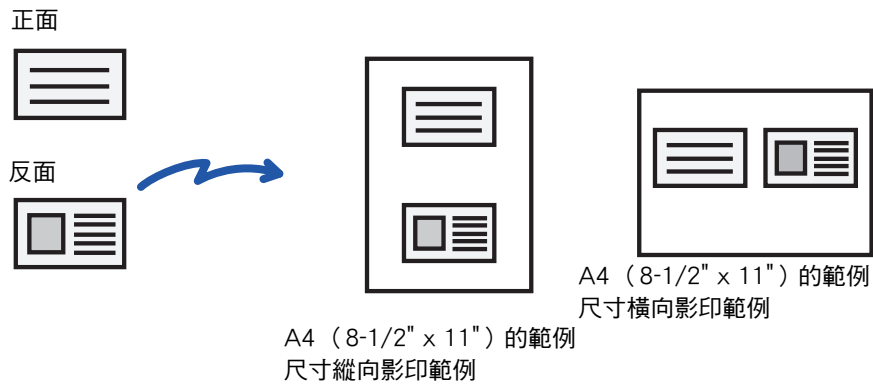 正面
反面
A4（8-1/2" x 11"）的範例
尺寸縱向影印範例
A4（8-1/2" x 11"）的範例
尺寸橫向影印範例